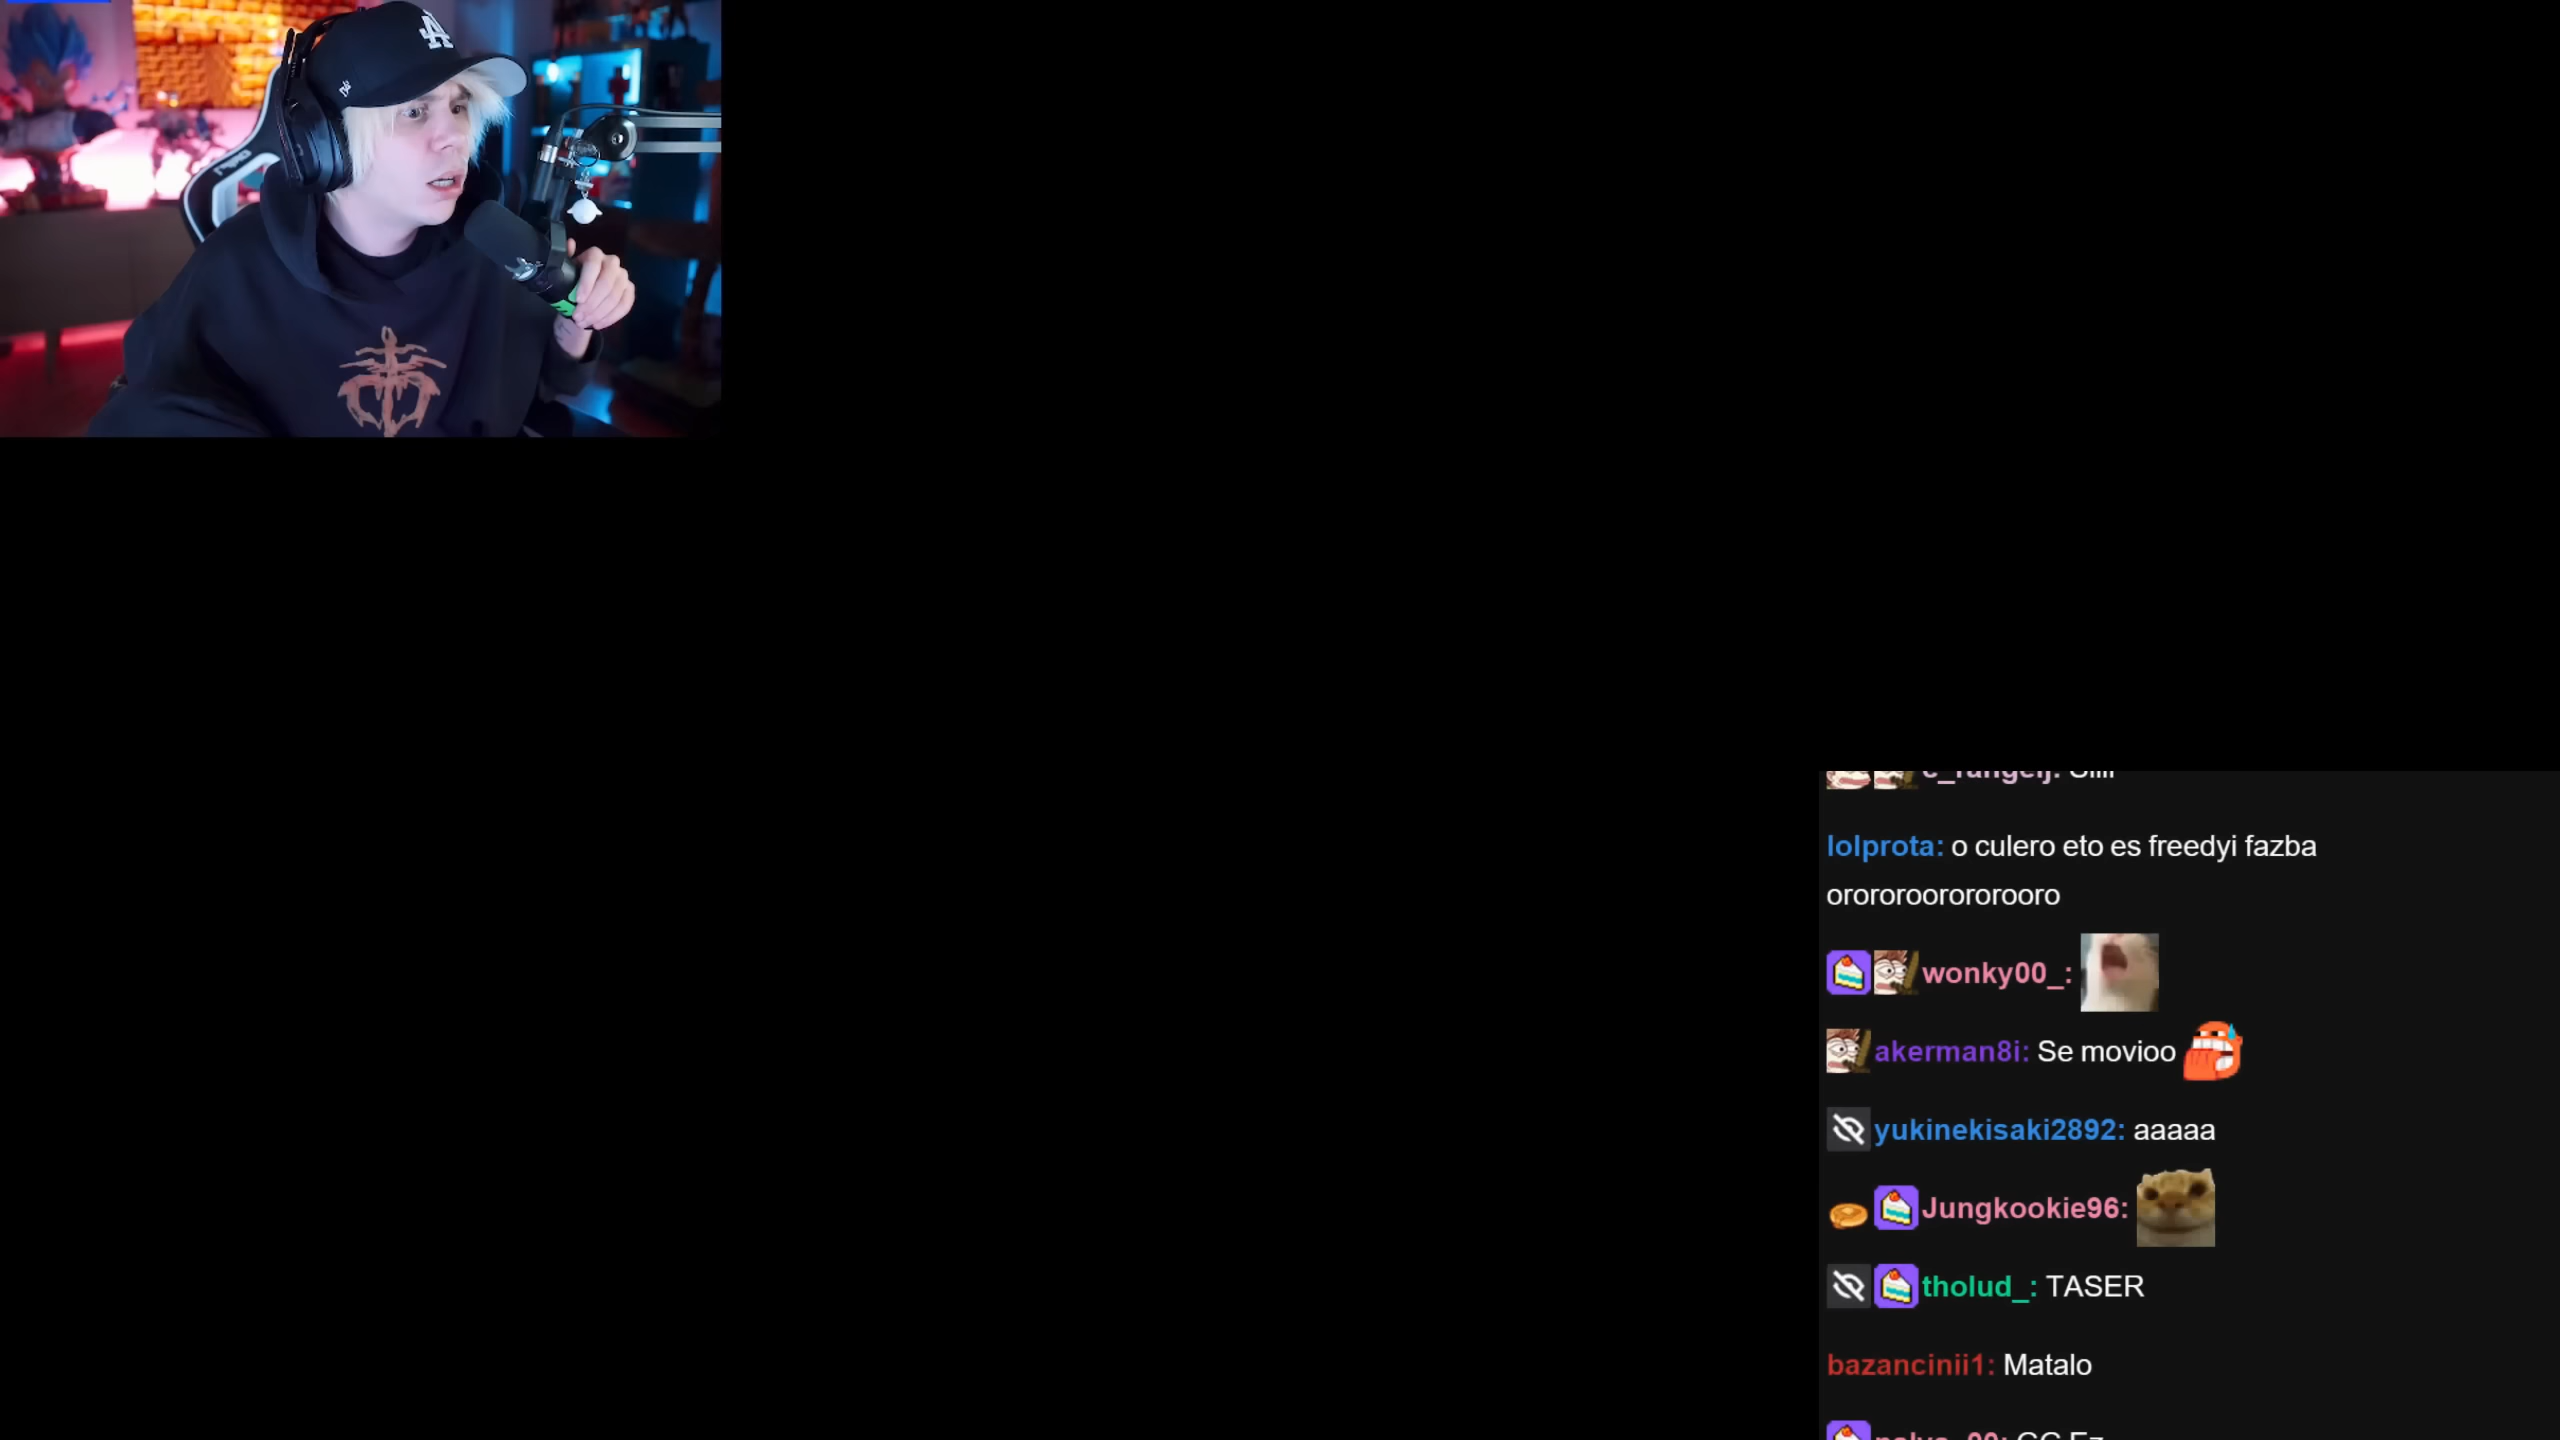 lolprota: o culero eto es freedyi fazba
orororoorororooro
wonky00_:
akerman8i: Se movioo
yukinekisaki2892: aaaaa
Jungkookie96:
tholud_: TASER
bazancinii1: Matalo